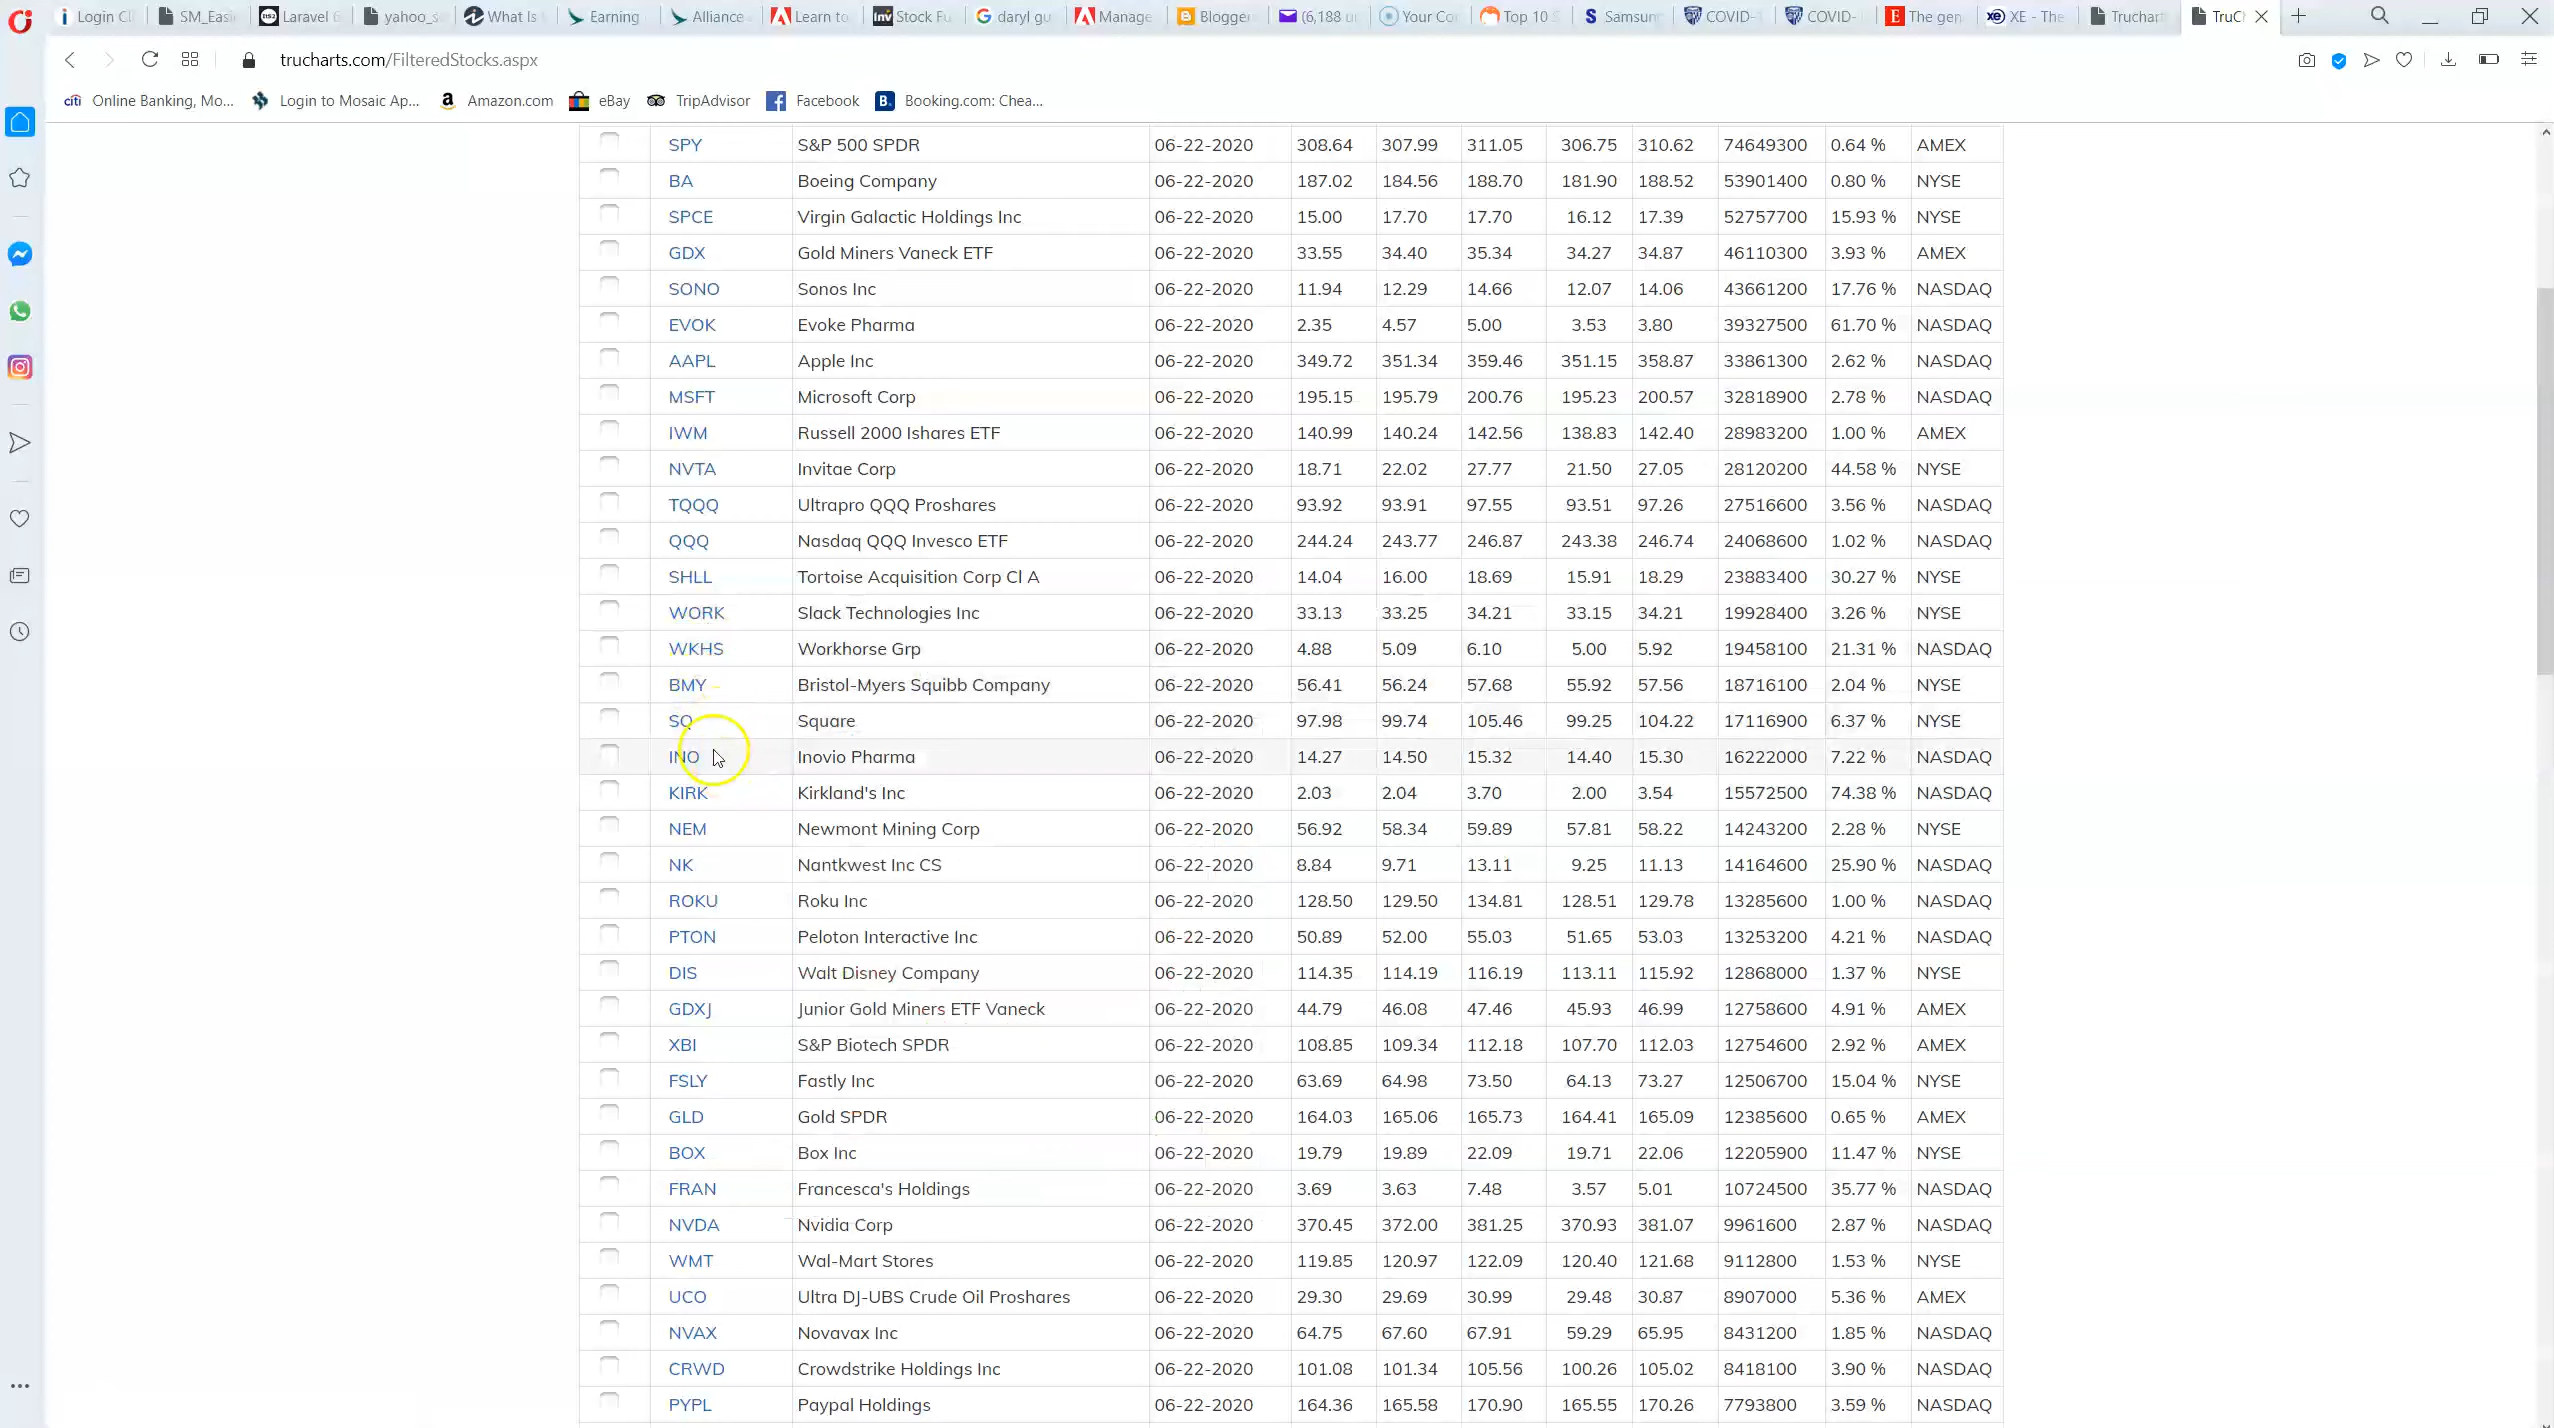 Login Cl SM_Easi Laravel 6 yahoo_s What Is Earning Alliance Learn to Stock Fu daryl gu Manage Blogger (6,188 u Your Co Top 10 S Samsun COVID-1 COVID- The gen XE - The Truchart TruCh
trucharts.com/FilteredStocks.aspx
Online Banking, Mo... Login to Mosaic Ap... Amazon.com eBay TripAdvisor Facebook Booking.com: Chea...
SPY S&P 500 SPDR 06-22-2020 308.64 307.99 311.05 306.75 310.62 74649300 0.64 % AMEX
BA Boeing Company 06-22-2020 187.02 184.56 188.70 181.90 188.52 53901400 0.80 % NYSE
SPCE Virgin Galactic Holdings Inc 06-22-2020 15.00 17.70 17.70 16.12 17.39 52757700 15.93 % NYSE
GDX Gold Miners Vaneck ETF 06-22-2020 33.55 34.40 35.34 34.27 34.87 46110300 3.93 % AMEX
SONO Sonos Inc 06-22-2020 11.94 12.29 14.66 12.07 14.06 43661200 17.76 % NASDAQ
EVOK Evoke Pharma 06-22-2020 2.35 4.57 5.00 3.53 3.80 39327500 61.70 % NASDAQ
AAPL Apple Inc 06-22-2020 349.72 351.34 359.46 351.15 358.87 33861300 2.62 % NASDAQ
MSFT Microsoft Corp 06-22-2020 195.15 195.79 200.76 195.23 200.57 32818900 2.78 % NASDAQ
IWM Russell 2000 Ishares ETF 06-22-2020 140.99 140.24 142.56 138.83 142.40 28983200 1.00 % AMEX
NVTA Invitae Corp 06-22-2020 18.71 22.02 27.77 21.50 27.05 28120200 44.58 % NYSE
TQQQ Ultrapro QQQ Proshares 06-22-2020 93.92 93.91 97.55 93.51 97.26 27516600 3.56 % NASDAQ
QQQ Nasdaq QQQ Invesco ETF 06-22-2020 244.24 243.77 246.87 243.38 246.74 24068600 1.02 % NASDAQ
SHLL Tortoise Acquisition Corp Cl A 06-22-2020 14.04 16.00 18.69 15.91 18.29 23883400 30.27 % NYSE
WORK Slack Technologies Inc 06-22-2020 33.13 33.25 34.21 33.15 34.21 19928400 3.26 % NYSE
WKHS Workhorse Grp 06-22-2020 4.88 5.09 6.10 5.00 5.92 19458100 21.31 % NASDAQ
BMY Bristol-Myers Squibb Company 06-22-2020 56.41 56.24 57.68 55.92 57.56 18716100 2.04 % NYSE
SQ Square 06-22-2020 97.98 99.74 105.46 99.25 104.22 17116900 6.37 % NYSE
INO Inovio Pharma 06-22-2020 14.27 14.50 15.32 14.40 15.30 16222000 7.22 % NASDAQ
KIRK Kirkland's Inc 06-22-2020 2.03 2.04 3.70 2.00 3.54 15572500 74.38 % NASDAQ
NEM Newmont Mining Corp 06-22-2020 56.92 58.34 59.89 57.81 58.22 14243200 2.28 % NYSE
NK Nantkwest Inc CS 06-22-2020 8.84 9.71 13.11 9.25 11.13 14164600 25.90 % NASDAQ
ROKU Roku Inc 06-22-2020 128.50 129.50 134.81 128.51 129.78 13285600 1.00 % NASDAQ
PTON Peloton Interactive Inc 06-22-2020 50.89 52.00 55.03 51.65 53.03 13253200 4.21 % NASDAQ
DIS Walt Disney Company 06-22-2020 114.35 114.19 116.19 113.11 115.92 12868000 1.37 % NYSE
GDXJ Junior Gold Miners ETF Vaneck 06-22-2020 44.79 46.08 47.46 45.93 46.99 12758600 4.91 % AMEX
XBI S&P Biotech SPDR 06-22-2020 108.85 109.34 112.18 107.70 112.03 12754600 2.92 % AMEX
FSLY Fastly Inc 06-22-2020 63.69 64.98 73.50 64.13 73.27 12506700 15.04 % NYSE
GLD Gold SPDR 06-22-2020 164.03 165.06 165.73 164.41 165.09 12385600 0.65 % AMEX
BOX Box Inc 06-22-2020 19.79 19.89 22.09 19.71 22.06 12205900 11.47 % NYSE
FRAN Francesca's Holdings 06-22-2020 3.69 3.63 7.48 3.57 5.01 10724500 35.77 % NASDAQ
NVDA Nvidia Corp 06-22-2020 370.45 372.00 381.25 370.93 381.07 9961600 2.87 % NASDAQ
WMT Wal-Mart Stores 06-22-2020 119.85 120.97 122.09 120.40 121.68 9112800 1.53 % NYSE
UCO Ultra DJ-UBS Crude Oil Proshares 06-22-2020 29.30 29.69 30.99 29.48 30.87 8907000 5.36 % AMEX
NVAX Novavax Inc 06-22-2020 64.75 67.60 67.91 59.29 65.95 8431200 1.85 % NASDAQ
CRWD Crowdstrike Holdings Inc 06-22-2020 101.08 101.34 105.56 100.26 105.02 8418100 3.90 % NASDAQ
PYPL Paypal Holdings 06-22-2020 164.36 165.58 170.90 165.55 170.26 7793800 3.59 % NASDAQ